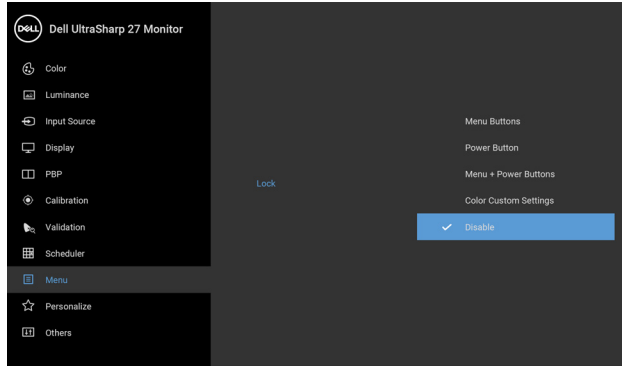 DELL Dell UltraSharp 27 Monitor
Color
Luminance
Input Source
Display
PBP
Calibration
Validation
Scheduler
Menu
Personalize
Others
Lock
Menu Buttons
Power Button
Menu + Power Buttons
Color Custom Settings
Disable